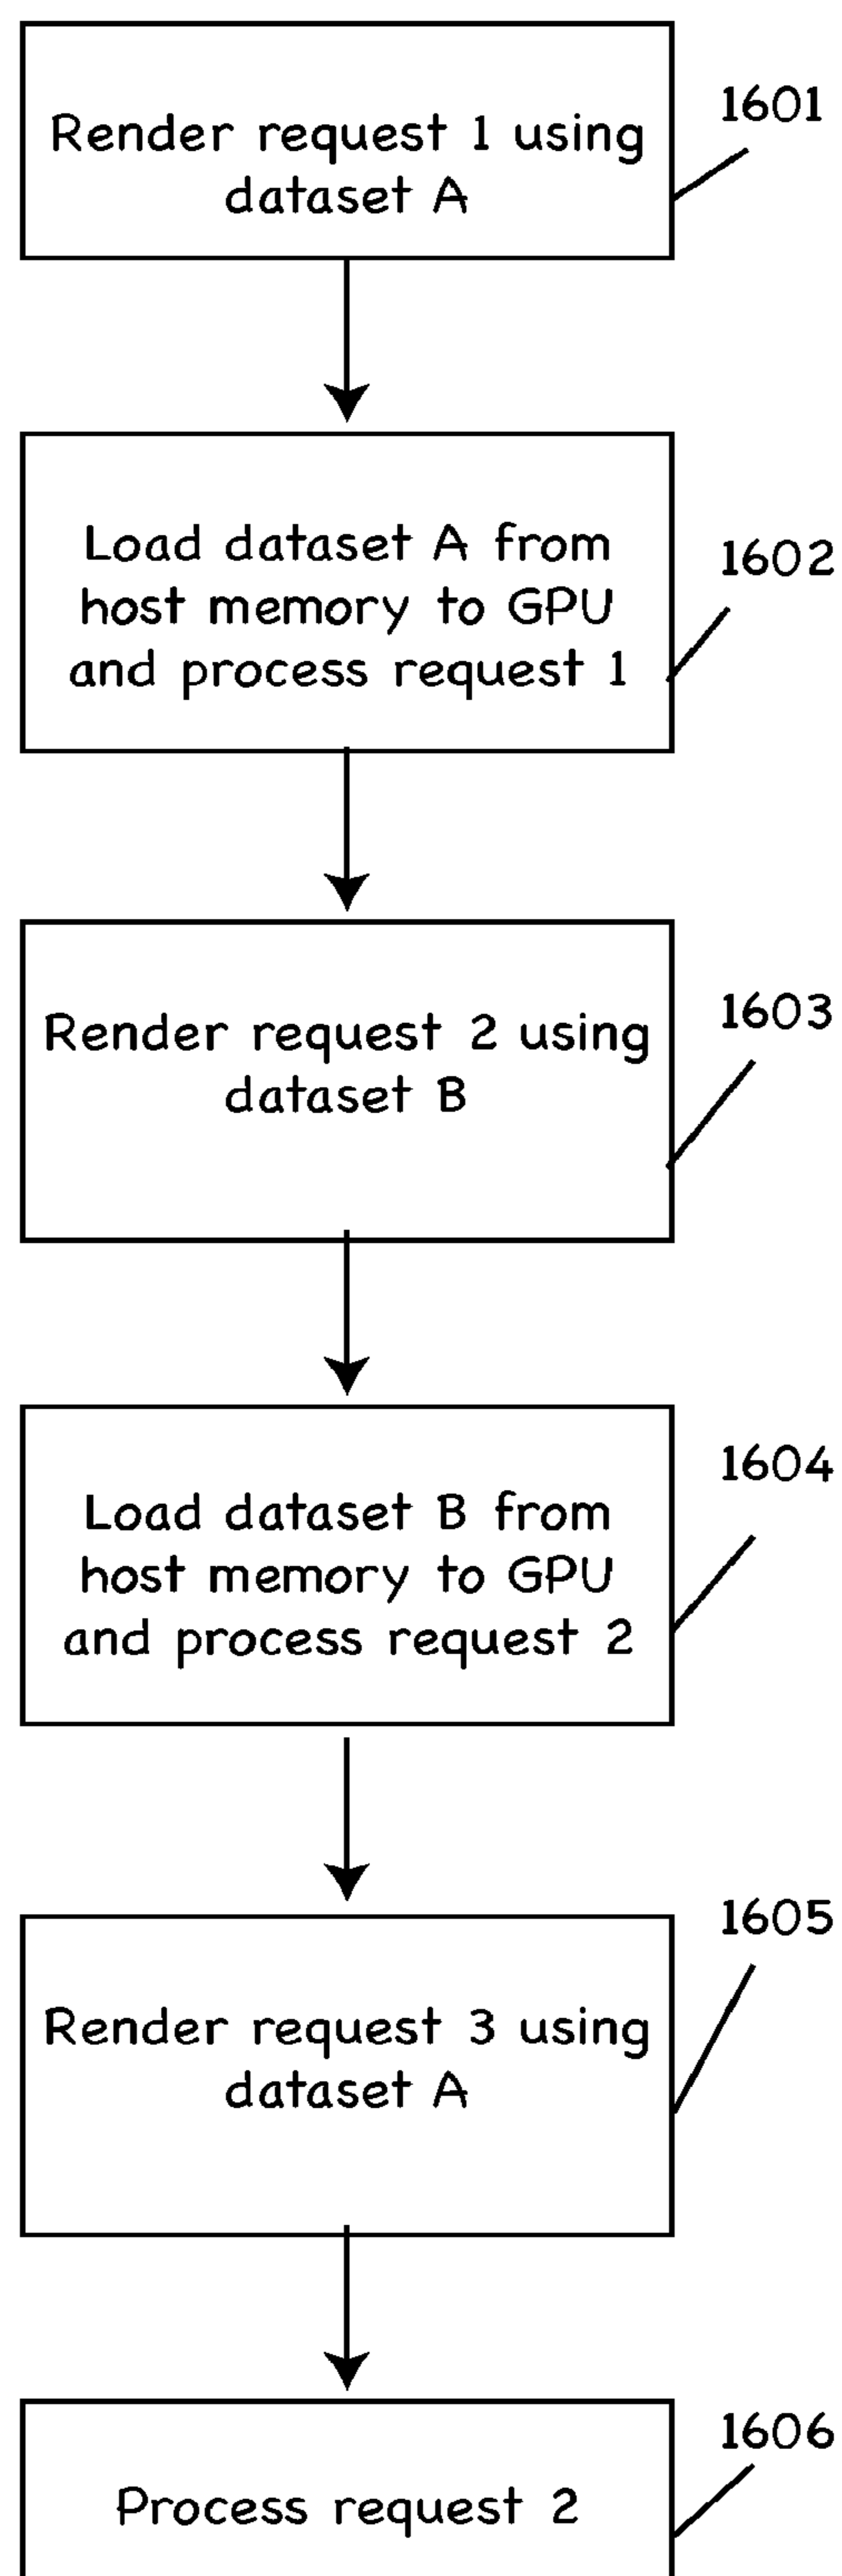 Render request 1 using
dataset A
1601
Load dataset A from
host memory to GPU
and process request 1
1602
Render request 2 using
dataset B
1603
Load dataset B from
host memory to GPU
and process request 2
1604
Render request 3 using
dataset A
1605
Process request 2
1606